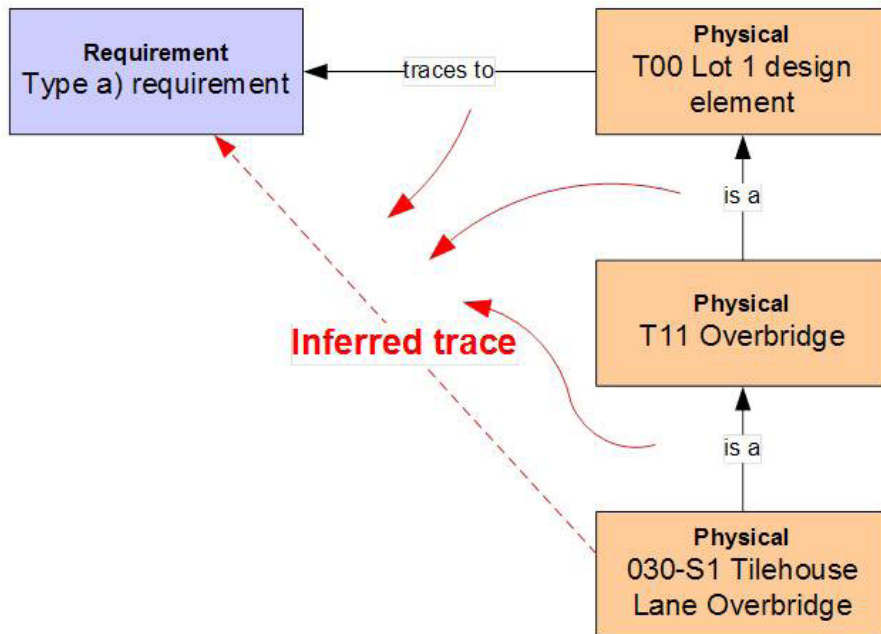 Requirement
Type a) requirement
traces to
Physical
T00 Lot 1 design
element
is a
Physical
T11 Overbridge
Inferred trace
is a
Physical
030-S1 Tilehouse
Lane Overbridge